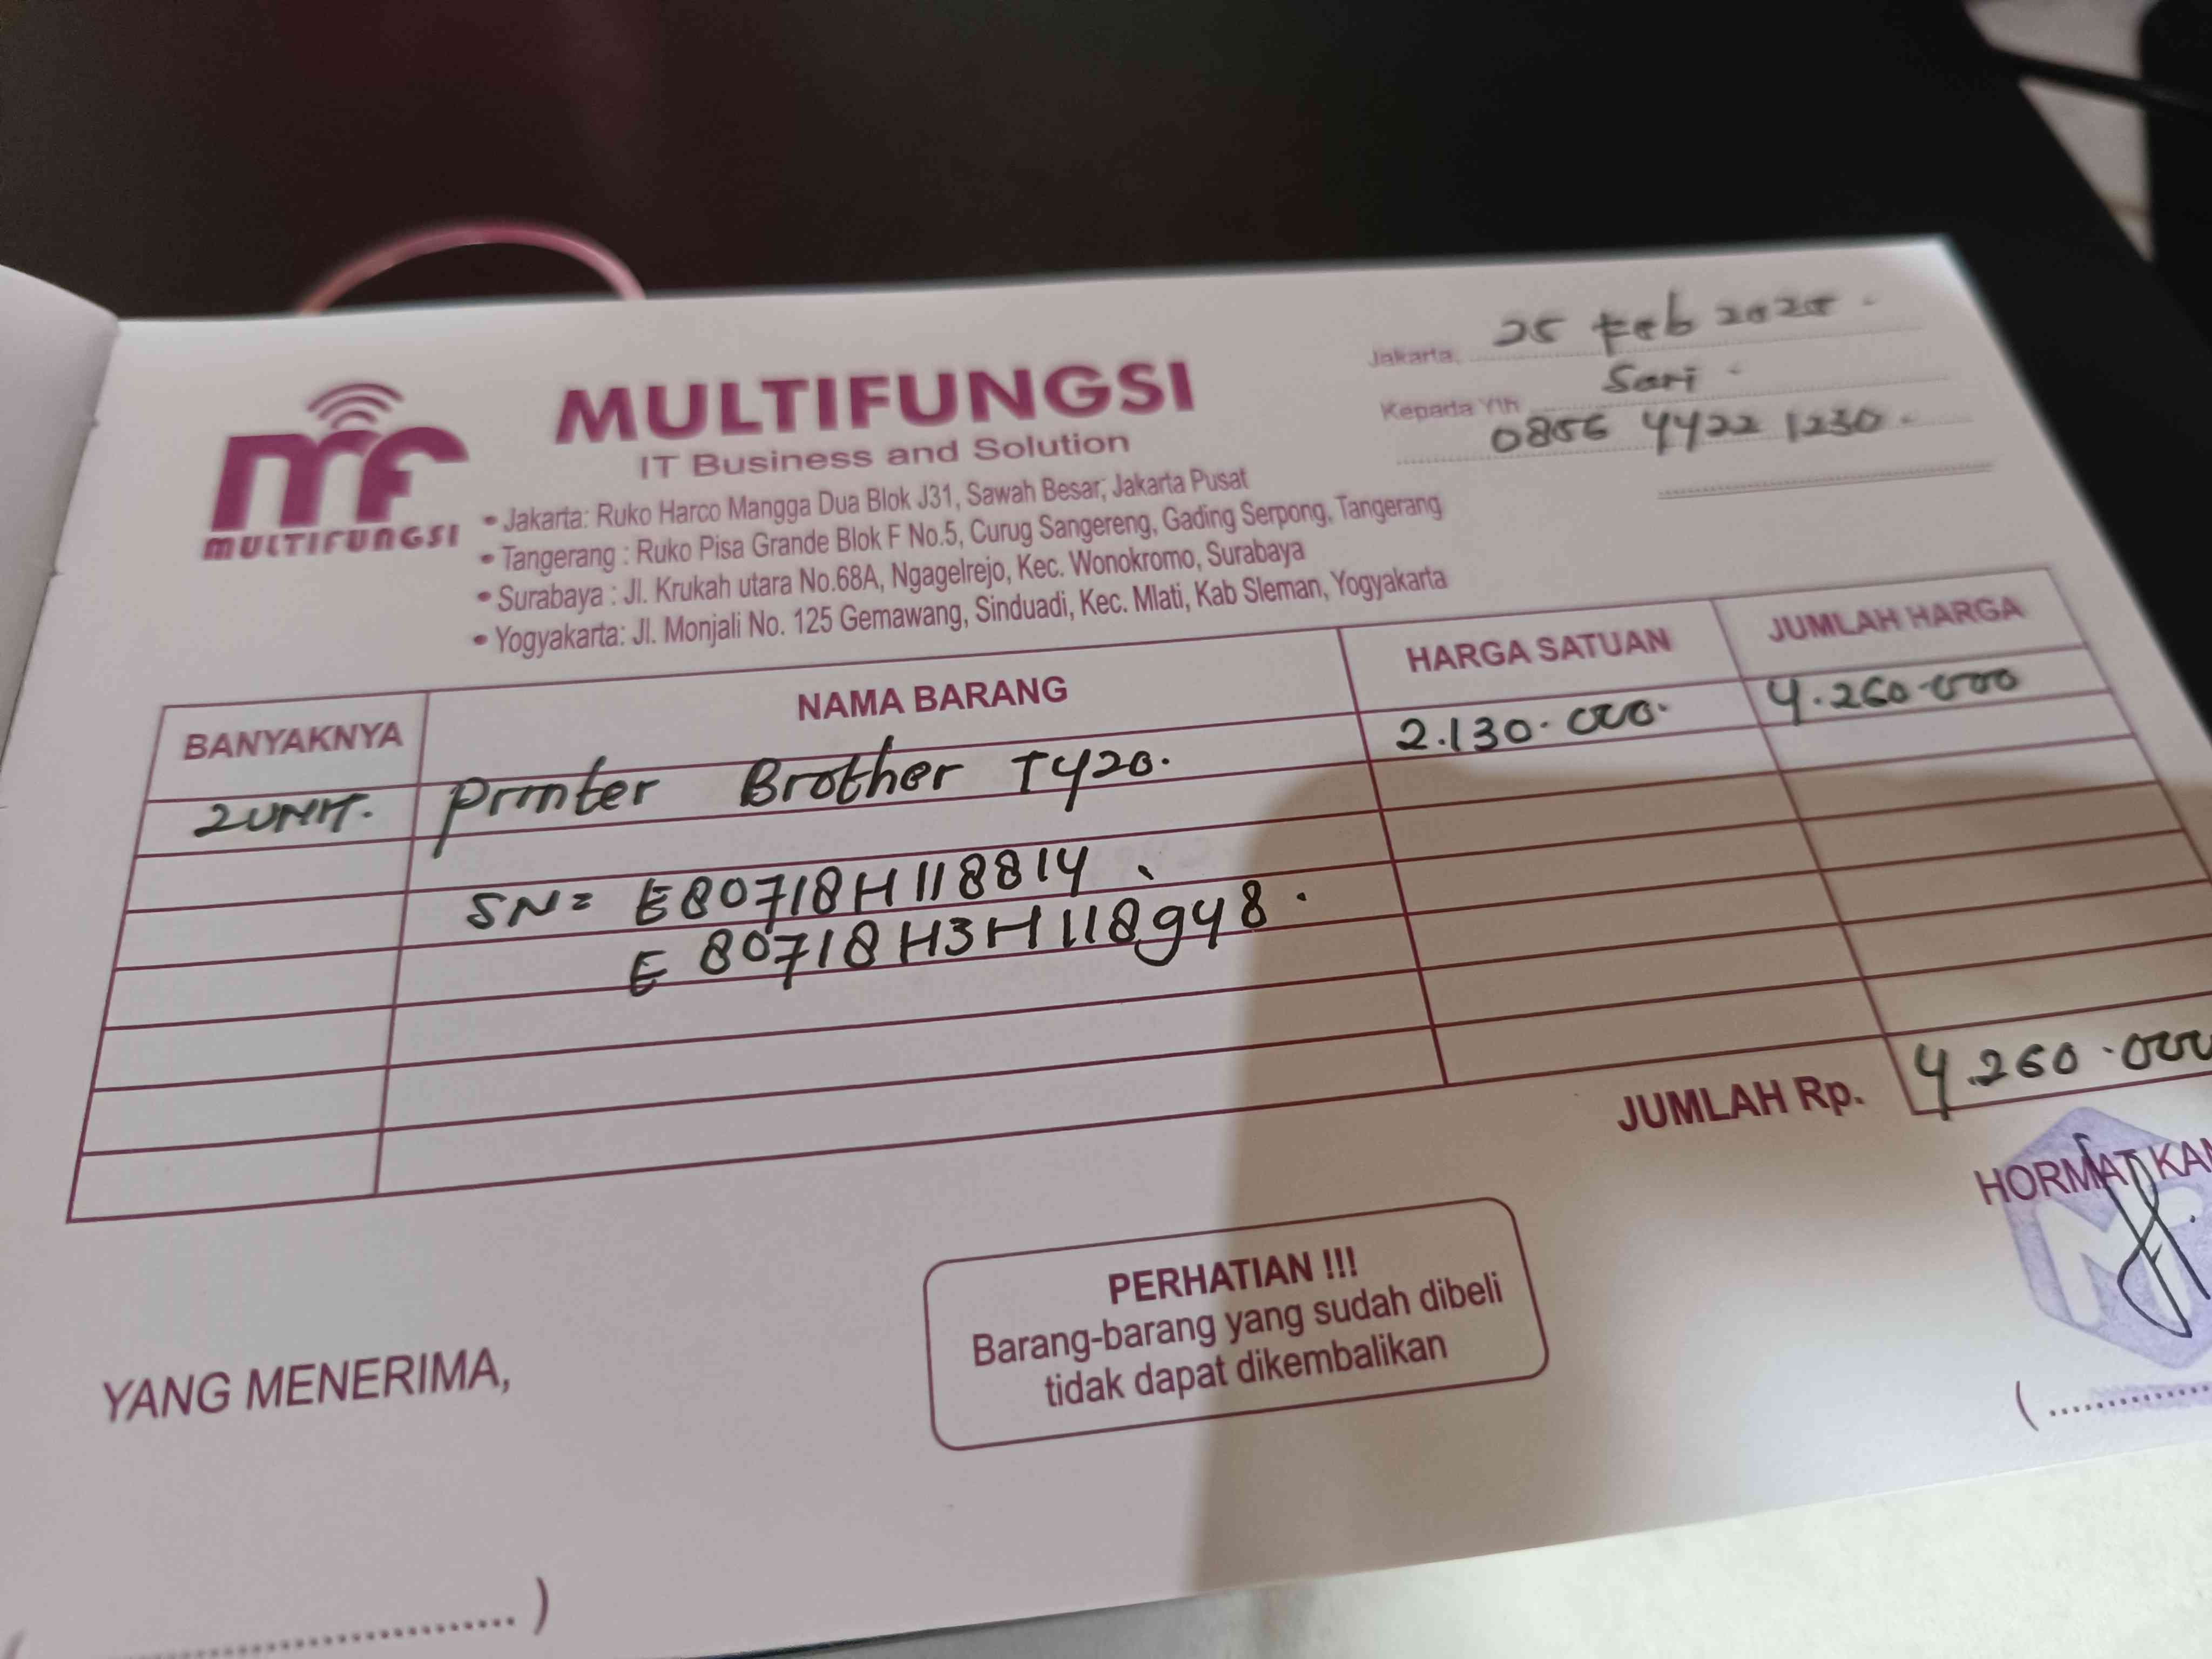 mf
MULTIFUNGSI
MULTIFUNGSI
IT Business and Solution
• Jakarta: Ruko Harco Mangga Dua Blok J31, Sawah Besar, Jakarta Pusat
• Tangerang : Ruko Pisa Grande Blok F No.5, Curug Sangereng, Gading Serpong, Tangerang
• Surabaya : Jl. Krukah utara No.68A, Ngagelrejo, Kec. Wonokromo, Surabaya
• Yogyakarta: Jl. Monjali No. 125 Gemawang, Sinduadi, Kec. Mlati, Kab Sleman, Yogyakarta
Jakarta, 25 Feb
Kepada Yth Sari
0856 4422 1230
BANYAKNYA NAMA BARANG HARGA SATUAN JUMLAH HARGA
2 UNIT. Printer Brother T420. 2.130.000. 4.260.000
SN= E80718H118814
E80718H3H118948.
JUMLAH Rp. 4.260.000
HORMAT
PERHATIAN !!!
Barang-barang yang sudah dibeli
tidak dapat dikembalikan
YANG MENERIMA,